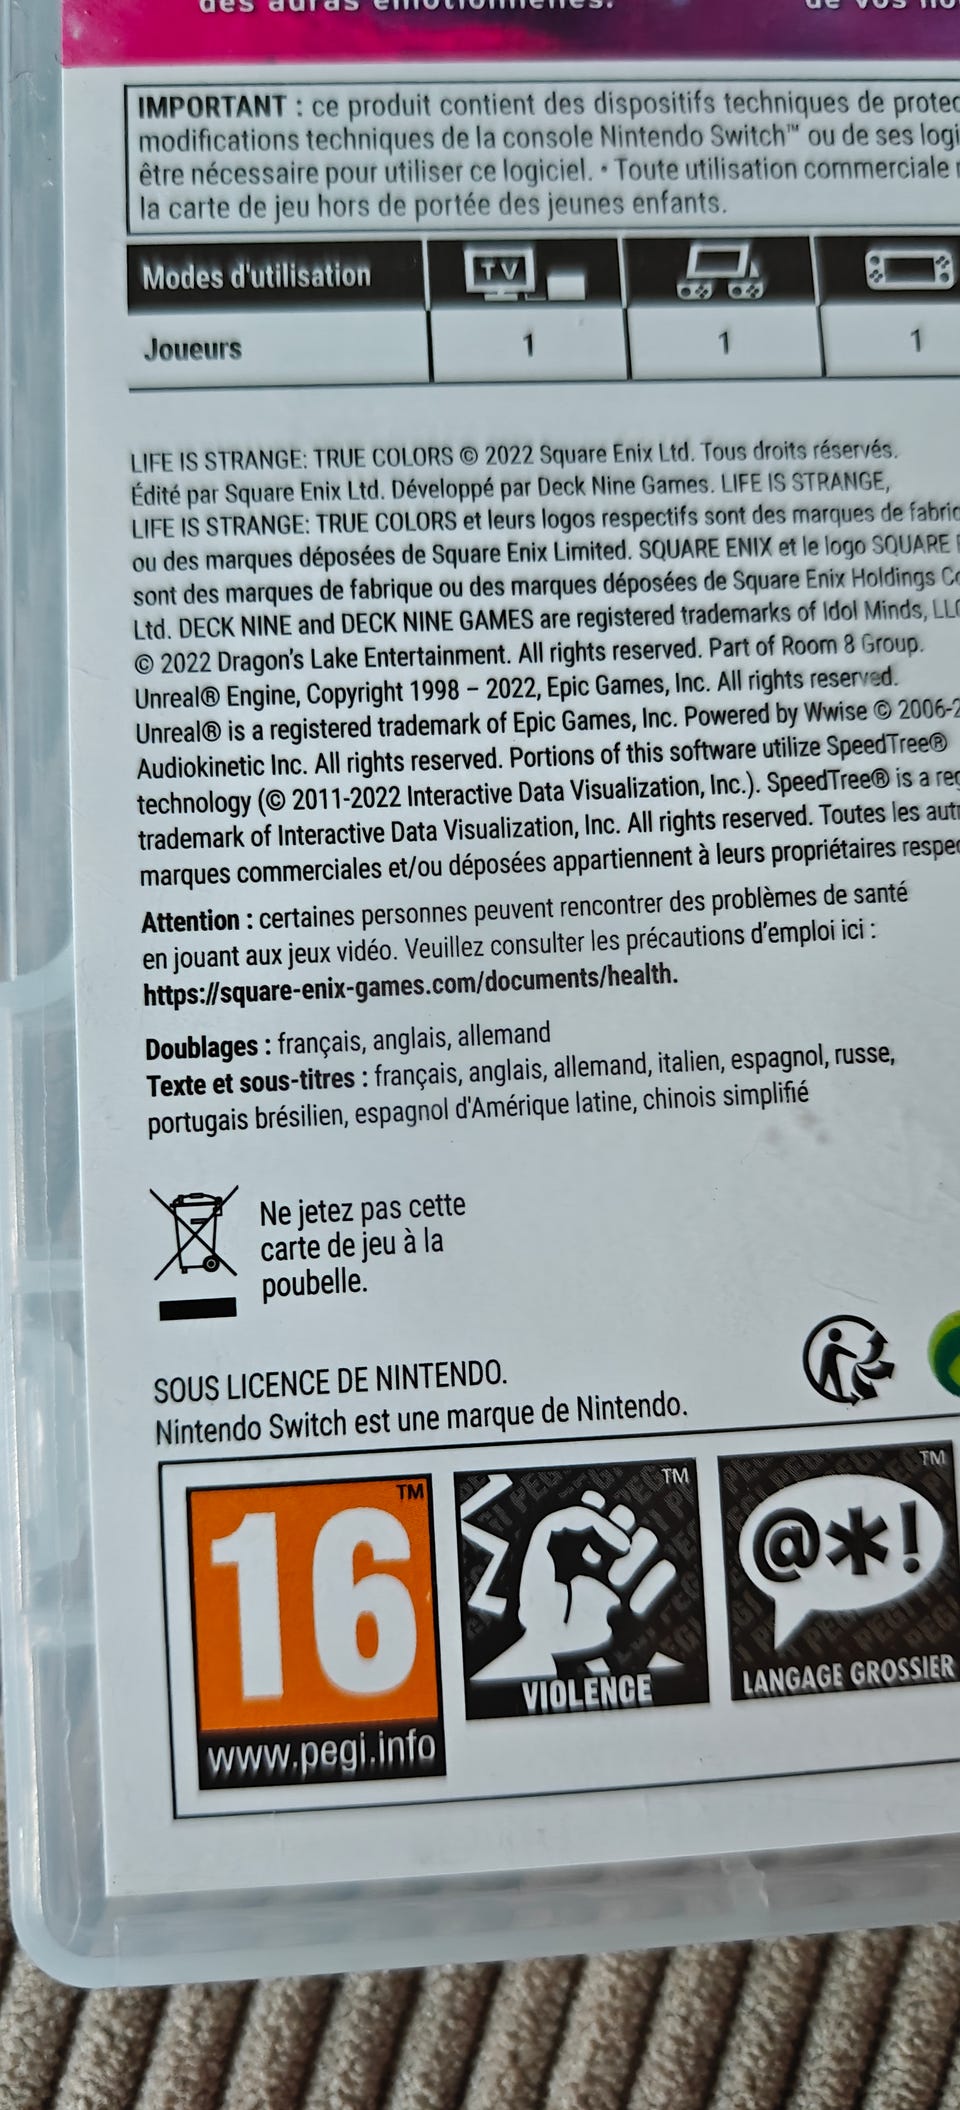 des auras émotionnelles.
de vos
IMPORTANT : ce produit contient des dispositifs techniques de
modifications techniques de la console Nintendo Switch™ ou de ses
être nécessaire pour utiliser ce logiciel. • Toute utilisation commerciale
la carte de jeu hors de portée des jeunes enfants.
Modes d'utilisation TV
Joueurs 1 1 1
LIFE IS STRANGE: TRUE COLORS © 2022 Square Enix Ltd. Tous droits réservés.
Édité par Square Enix Ltd. Développé par Deck Nine Games. LIFE IS STRANGE,
LIFE IS STRANGE: TRUE COLORS et leurs logos respectifs sont des marques de
ou des marques déposées de Square Enix Limited. SQUARE ENIX et le logo SQUARE
sont des marques de fabrique ou des marques déposées de Square Enix Holdings
Ltd. DECK NINE and DECK NINE GAMES are registered trademarks of Idol Minds, LLC
© 2022 Dragon's Lake Entertainment. All rights reserved. Part of Room 8 Group.
Unreal® Engine, Copyright 1998 – 2022, Epic Games, Inc. All rights reserved.
Unreal® is a registered trademark of Epic Games, Inc. Powered by Wwise © 2006-2
Audiokinetic Inc. All rights reserved. Portions of this software utilize SpeedTree®
technology (© 2011-2022 Interactive Data Visualization, Inc.). SpeedTree® is a
trademark of Interactive Data Visualization, Inc. All rights reserved. Toutes les
marques commerciales et/ou déposées appartiennent à leurs propriétaires
Attention : certaines personnes peuvent rencontrer des problèmes de santé
en jouant aux jeux vidéo. Veuillez consulter les précautions d'emploi ici :
https://square-enix-games.com/documents/health.
Doublages : français, anglais, allemand
Texte et sous-titres : français, anglais, allemand, italien, espagnol, russe,
portugais brésilien, espagnol d'Amérique latine, chinois simplifié
Ne jetez pas cette
carte de jeu à la
poubelle.
SOUS LICENCE DE NINTENDO.
Nintendo Switch est une marque de Nintendo.
16 ™
www.pegi.info
™
VIOLENCE
™
@*!
LANGAGE GROSSIER